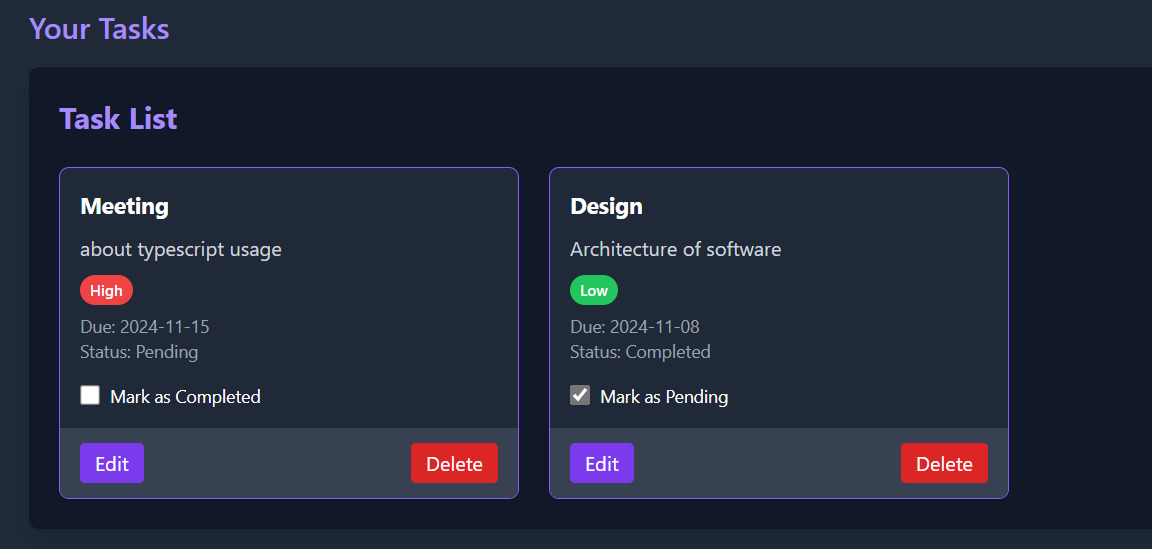 Your Tasks
Task List
Meeting
about typescript usage
High
Due: 2024-11-15
Status: Pending
Mark as Completed
Edit
Delete
Design
Architecture of software
Low
Due: 2024-11-08
Status: Completed
Mark as Pending
Edit
Delete